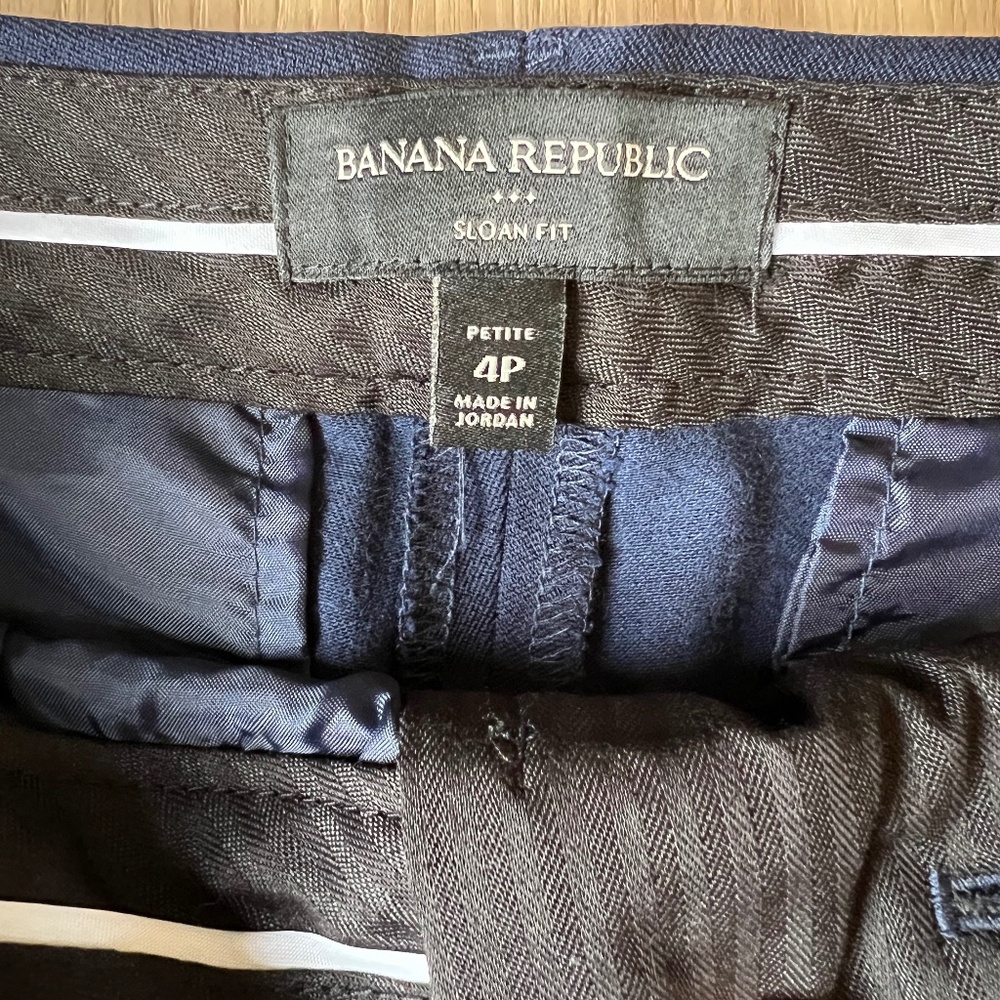 BANANA REPUBLIC
SLOAN FIT
PETITE
4P
MADE IN
JORDAN